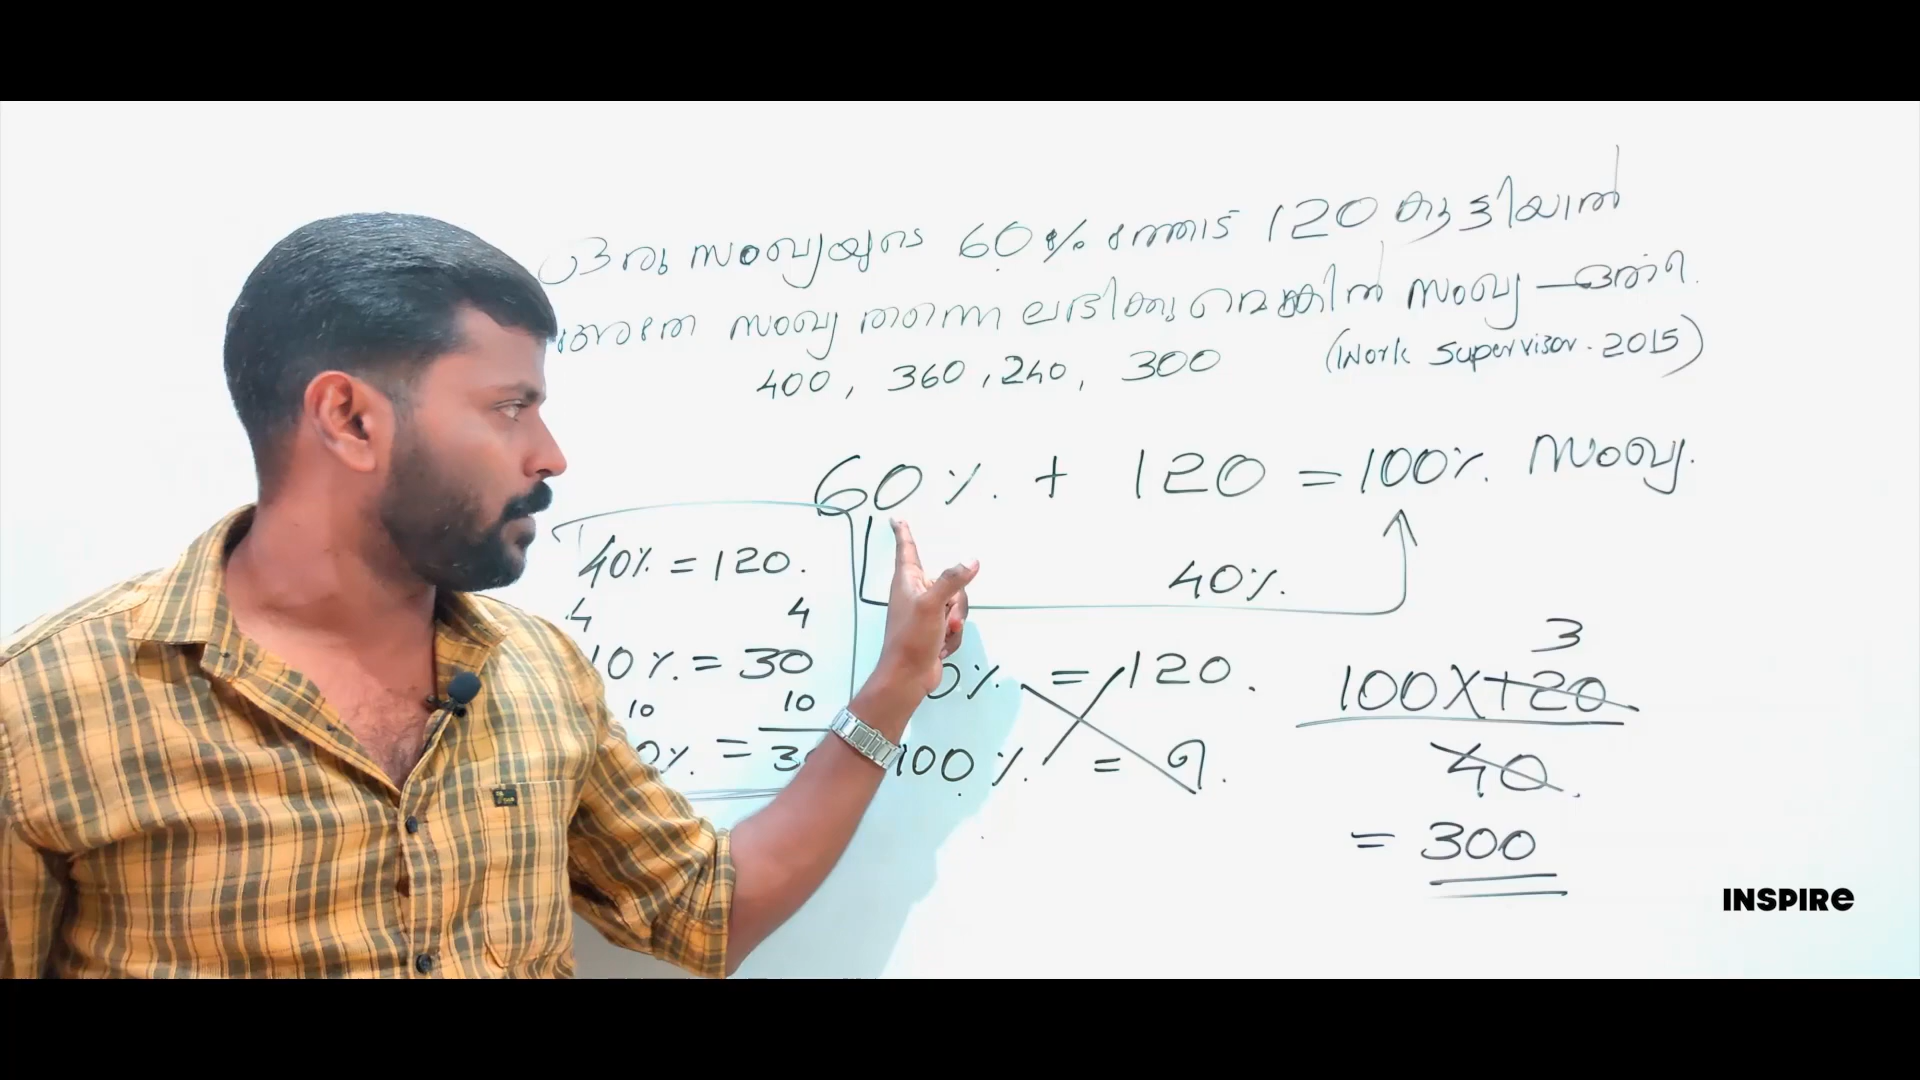 ഒരു സംഖ്യയുടെ 60% ത്തോട് 120 കൂട്ടിയാൽ
അതേ സംഖ്യ തന്നെ ലഭിക്കുമെങ്കിൽ സംഖ്യ
400, 360, 240, 300 (Work Supervisor. 2015)
60% + 120 = 100% സംഖ്യ.
40%.
40% = 120.
4 4
10% = 30
10 10
0% = 120.
100% = ?.
3
100 X 120
40.
= 300
INSPIRe